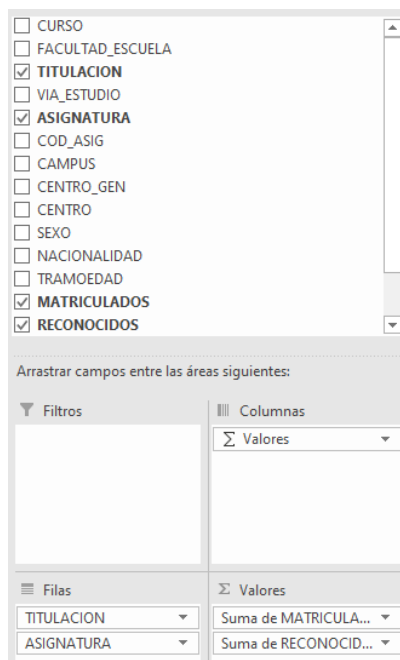 CURSO
FACULTAD_ESCUELA
TITULACION
VIA_ESTUDIO
ASIGNATURA
COD_ASIG
CAMPUS
CENTRO_GEN
CENTRO
SEXO
NACIONALIDAD
TRAMOEDAD
MATRICULADOS
RECONOCIDOS
Arrastrar campos entre las áreas siguientes:
Filtros
Columnas
Σ Valores
Filas
TITULACION
ASIGNATURA
Σ Valores
Suma de MATRICULA...
Suma de RECONOCID...